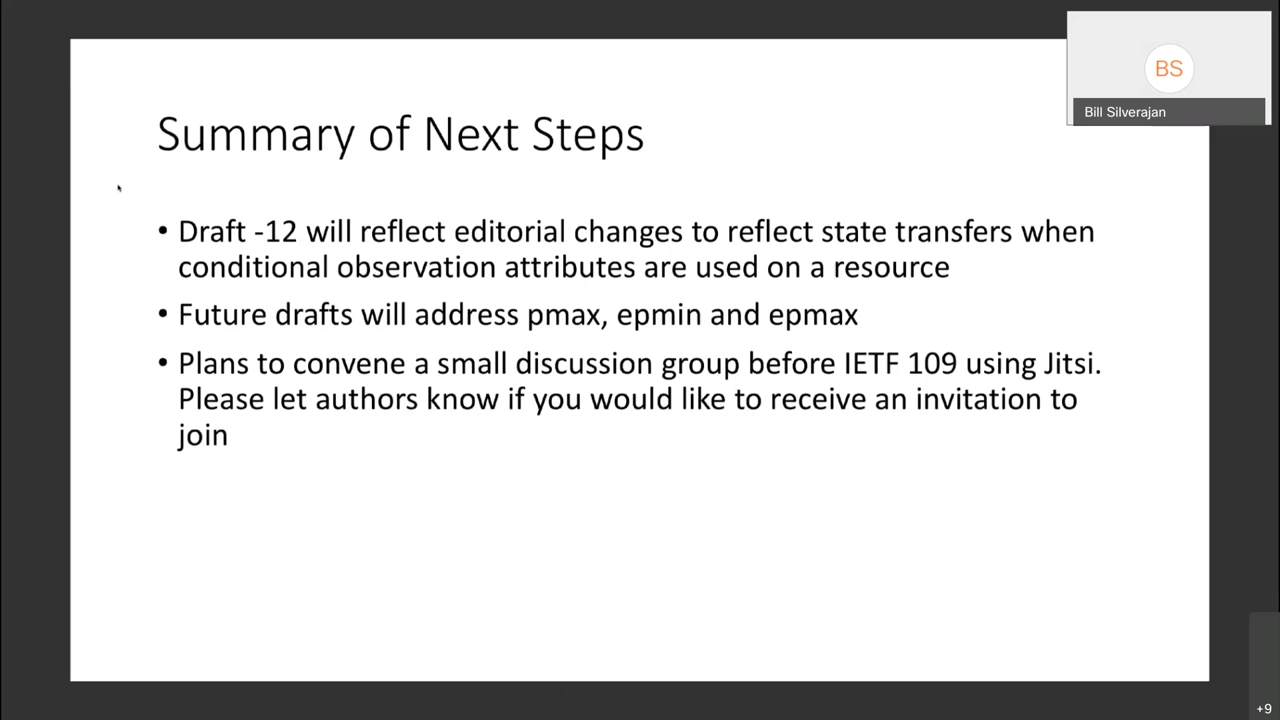 BS
Bill Silverajan
Summary of Next Steps
• Draft -12 will reflect editorial changes to reflect state transfers when
conditional observation attributes are used on a resource
• Future drafts will address pmax, epmin and epmax
• Plans to convene a small discussion group before IETF 109 using Jitsi.
Please let authors know if you would like to receive an invitation to
join
+9